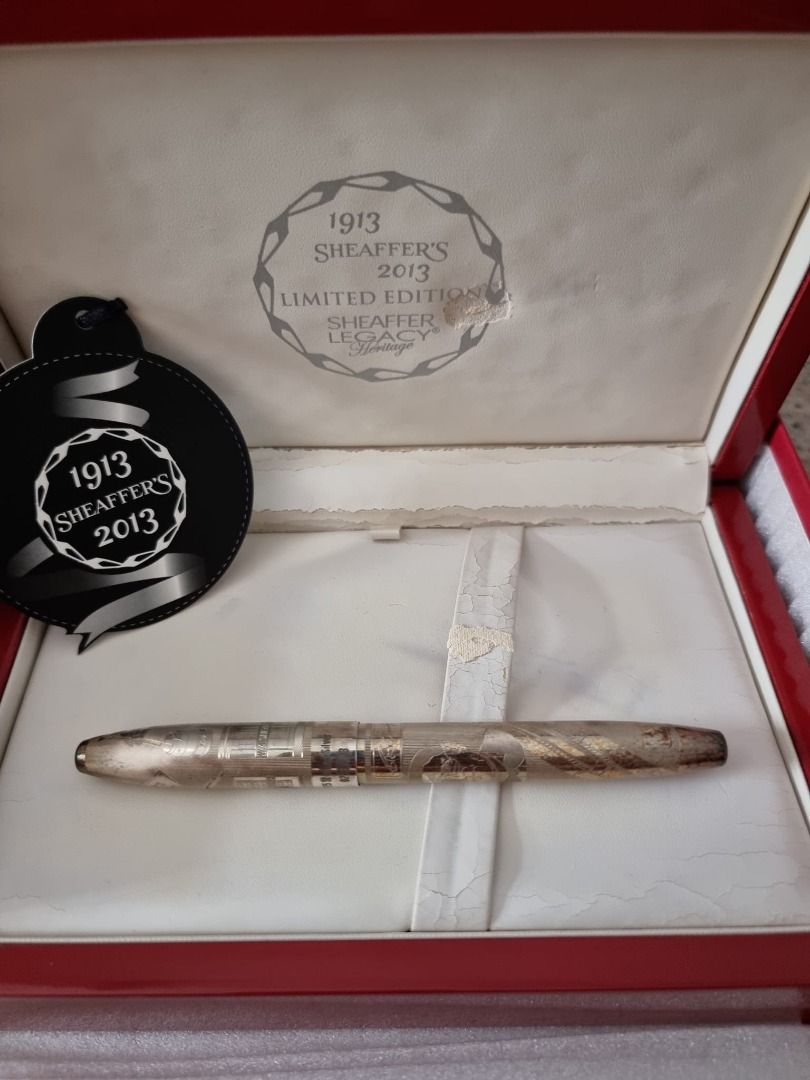 1913
SHEAFFER'S
2013
LIMITED EDITION
SHEAFFER
LEGACY®
Heritage
1913
SHEAFFER'S
2013